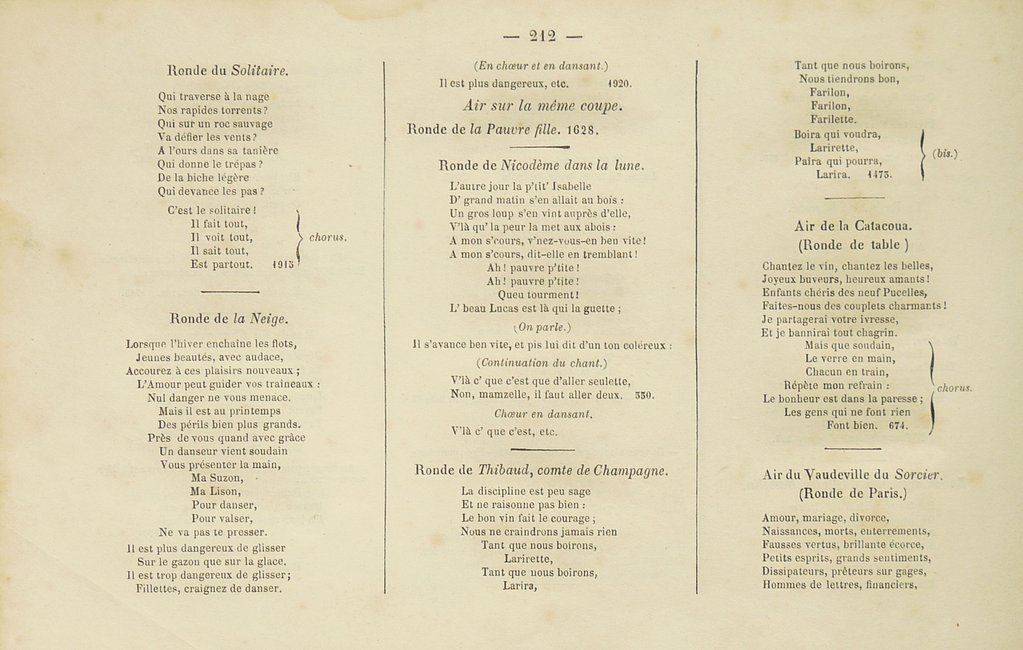 — 212 —
Ronde du Solitaire.
Qui traverse à la nage
Nos rapides torrents?
Qui sur un roc sauvage
Va défier les vents?
A l'ours dans sa tanière
Qui donne le trépas?
De la biche légère
Qui devance les pas?
C'est le solitaire!
Il fait tout,
Il voit tout,
chorus.
Il sait tout,
Est partout. 1915
Ronde de la Neige.
Lorsque l'hiver enchaîne les flots,
Jeunes beautés, avec audace,
Accourez à ces plaisirs nouveaux;
L'Amour peut guider vos traîneaux:
Nul danger ne vous menace.
Mais il est au printemps
Des périls bien plus grands.
Près de vous quand avec grâce
Un danseur vient soudain
Vous présenter la main,
Ma Suzon,
Ma Lison,
Pour danser,
Pour valser,
Ne va pas te presser.
Il est plus dangereux de glisser
Sur le gazon que sur la glace.
Il est trop dangereux de glisser;
Fillettes, craignez de danser.
(En chœur et en dansant.)
Il est plus dangereux, etc. 1920.
Air sur la même coupe.
Ronde de la Pauvre fille. 1628.
Ronde de Nicodème dans la lune.
L'autre jour la p'tit' Isabelle
D' grand matin s'en allait au bois:
Un gros loup s'en vint auprès d'elle,
V'là qu' la peur la met aux abois:
A mon s'cours, v'nez-vous-en ben vite!
A mon s'cours, dit-elle en tremblant!
Ah! pauvre p'tite!
Ah! pauvre p'tite!
Queu tourment!
L' beau Lucas est là qui la guette;
(On parle.)
Il s'avance ben vite, et pis lui dit d'un ton coléreux:
(Continuation du chant.)
V'là c' que c'est que d'aller seulette,
Non, mamzelle, il faut aller deux. 550.
Chœur en dansant.
V'là c' que c'est, etc.
Ronde de Thibaud, comte de Champagne.
La discipline est peu sage
Et ne raisonne pas bien:
Le bon vin fait le courage;
Nous ne craindrons jamais rien
Tant que nous boirons,
Larirette,
Tant que nous boirons,
Larira,
Tant que nous boirons,
Nous tiendrons bon,
Farilon,
Farilon,
Farilette.
Boira qui voudra,
Larirette,
(bis.)
Paîra qui pourra,
Larira. 1475.
Air de la Catacoua.
(Ronde de table)
Chantez le vin, chantez les belles,
Joyeux buveurs, heureux amants!
Enfants chéris des neuf Pucelles,
Faites-nous des couplets charmants!
Je partagerai votre ivresse,
Et je bannirai tout chagrin.
Mais que soudain,
Le verre en main,
Chacun en train,
Répète mon refrain:
chorus.
Le bonheur est dans la paresse;
Les gens qui ne font rien
Font bien. 674.
Air du Vaudeville du Sorcier.
(Ronde de Paris.)
Amour, mariage, divorce,
Naissances, morts, enterrements,
Fausses vertus, brillante écorce,
Petits esprits, grands sentiments,
Dissipateurs, prêteurs sur gages,
Hommes de lettres, financiers,